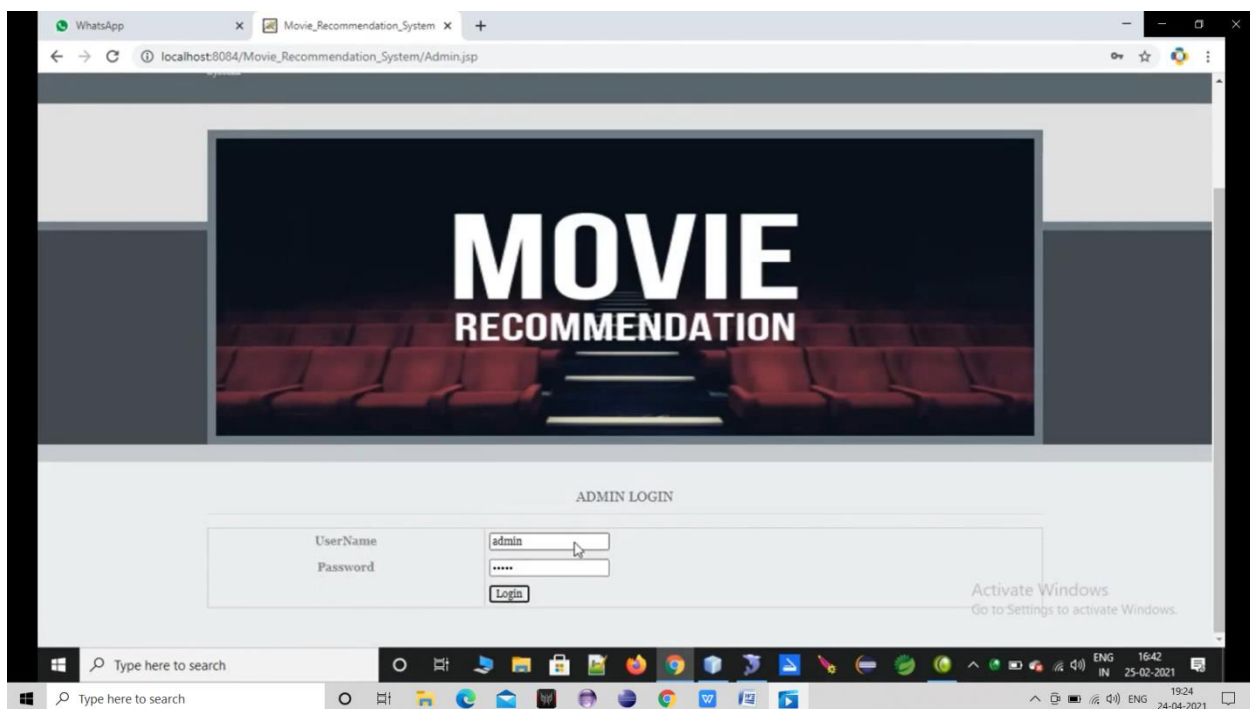 WhatsApp
Movie_Recommendation_System
localhost:8084/Movie_Recommendation_System/Admin.jsp
MOVIE
RECOMMENDATION
ADMIN LOGIN
UserName admin
Password •••••
Login
Activate Windows
Go to Settings to activate Windows.
Type here to search
ENG 16:42
IN 25-02-2021
Type here to search
ENG 19:24
24-04-2021